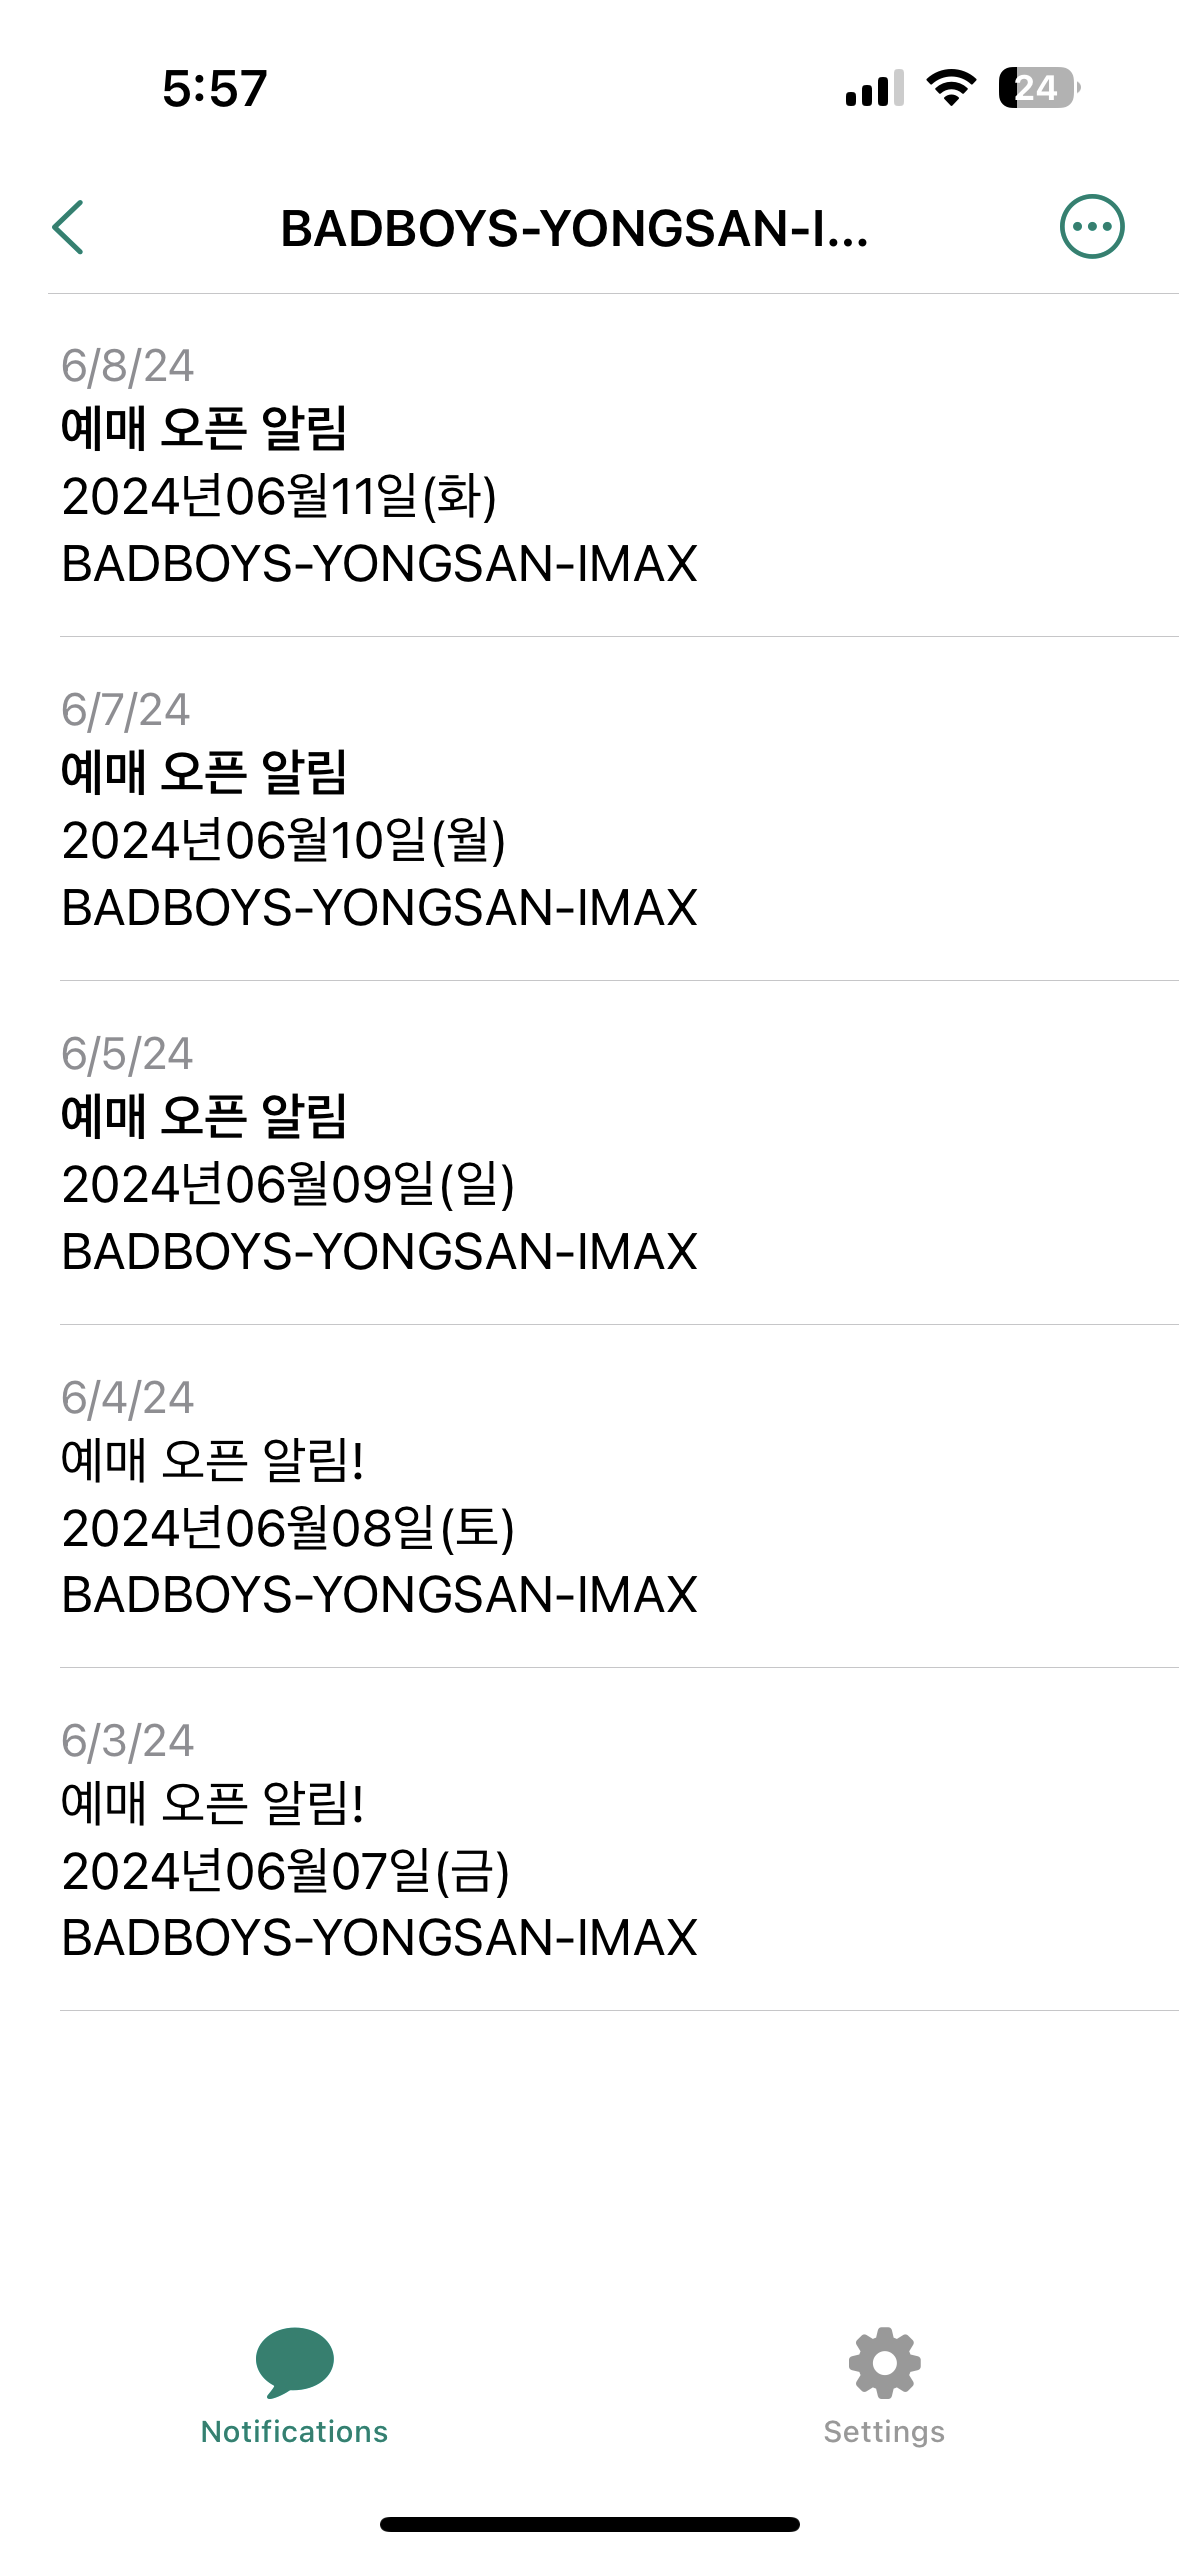 5:57
24
BADBOYS-YONGSAN-I...
6/8/24
예매 오픈 알림
2024년06월11일(화)
BADBOYS-YONGSAN-IMAX
6/7/24
예매 오픈 알림
2024년06월10일(월)
BADBOYS-YONGSAN-IMAX
6/5/24
예매 오픈 알림
2024년06월09일(일)
BADBOYS-YONGSAN-IMAX
6/4/24
예매 오픈 알림!
2024년06월08일(토)
BADBOYS-YONGSAN-IMAX
6/3/24
예매 오픈 알림!
2024년06월07일(금)
BADBOYS-YONGSAN-IMAX
Notifications
Settings